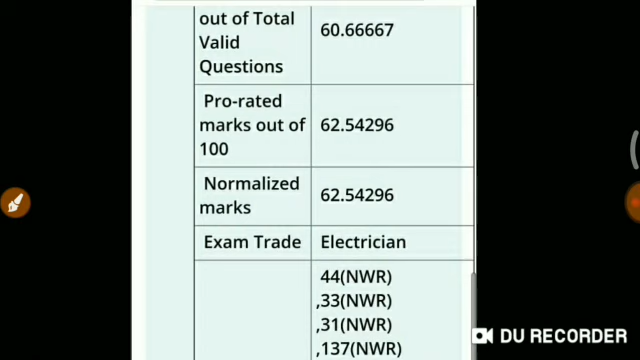 out of Total
Valid
Questions
60.66667
Pro-rated
marks out of
100
62.54296
Normalized
marks
62.54296
Exam Trade
Electrician
44(NWR)
,33(NWR)
,31(NWR)
,137(NWR)
DU RECORDER